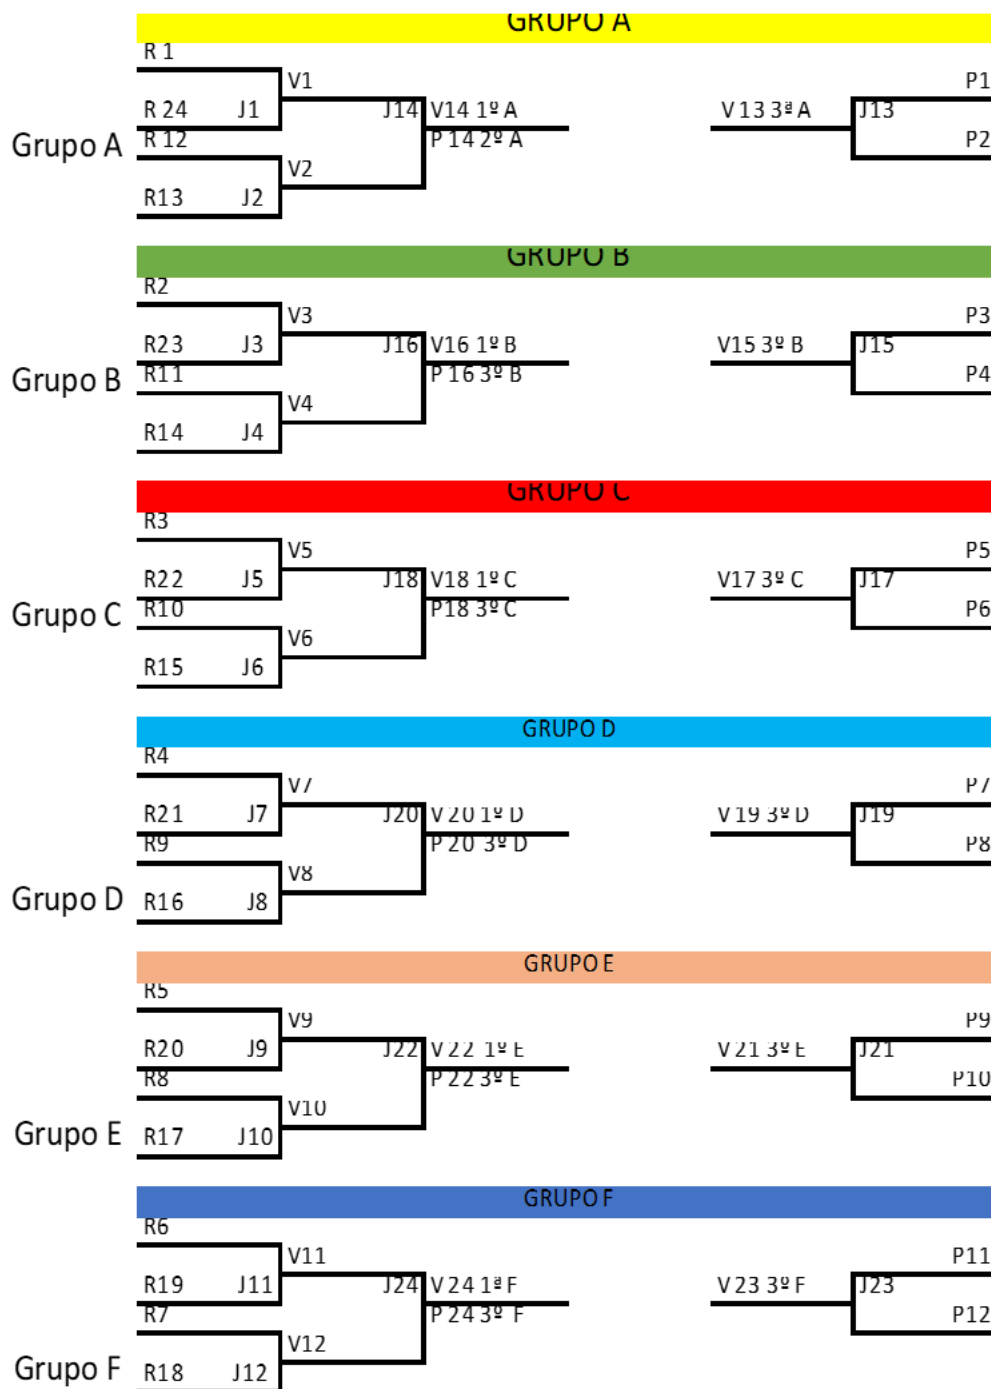 GRUPO A
R 1
V1
P1
R 24 J1
J14 V14 1º A
V 13 3ª A J13
Grupo A
R 12
P 14 2º A
P2
V2
R13 J2
GRUPO B
R2
V3
P3
R23 J3
J16 V16 1º B
V15 3º B J15
Grupo B
R11
P 16 3º B
P4
V4
R14 J4
GRUPO C
R3
V5
P5
R22 J5
J18 V18 1º C
V17 3º C J17
Grupo C
R10
P18 3º C
P6
V6
R15 J6
GRUPO D
R4
V7
P7
R21 J7
J20 V 20 1º D
V 19 3º D J19
R9
P 20 3º D
P8
V8
Grupo D
R16 J8
GRUPO E
R5
V9
P9
R20 J9
J22 V 22 1º E
V 21 3º E J21
R8
P 22 3º E
P10
V10
Grupo E
R17 J10
GRUPO F
R6
V11
P11
R19 J11
J24 V 24 1ª F
V 23 3º F J23
R7
P 24 3º F
P12
V12
Grupo F
R18 J12